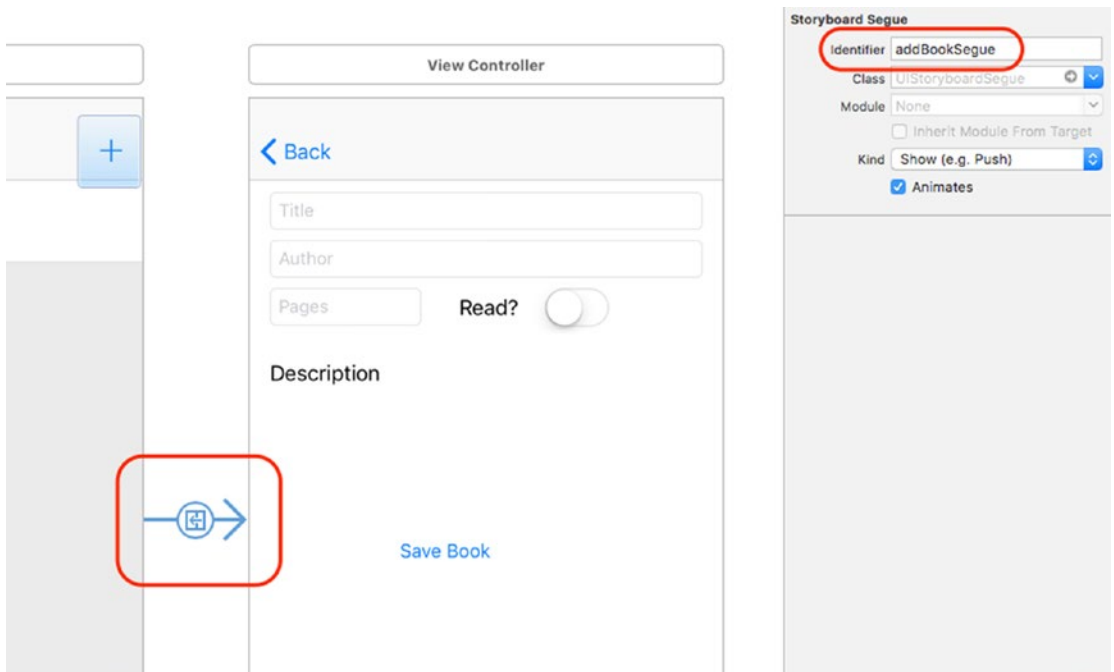 View Controller
+
Back
Title
Author
Pages
Read?
Description
Save Book
Storyboard Segue
Identifier addBookSegue
Class UIStoryboardSegue
Module None
Inherit Module From Target
Kind Show (e.g. Push)
Animates